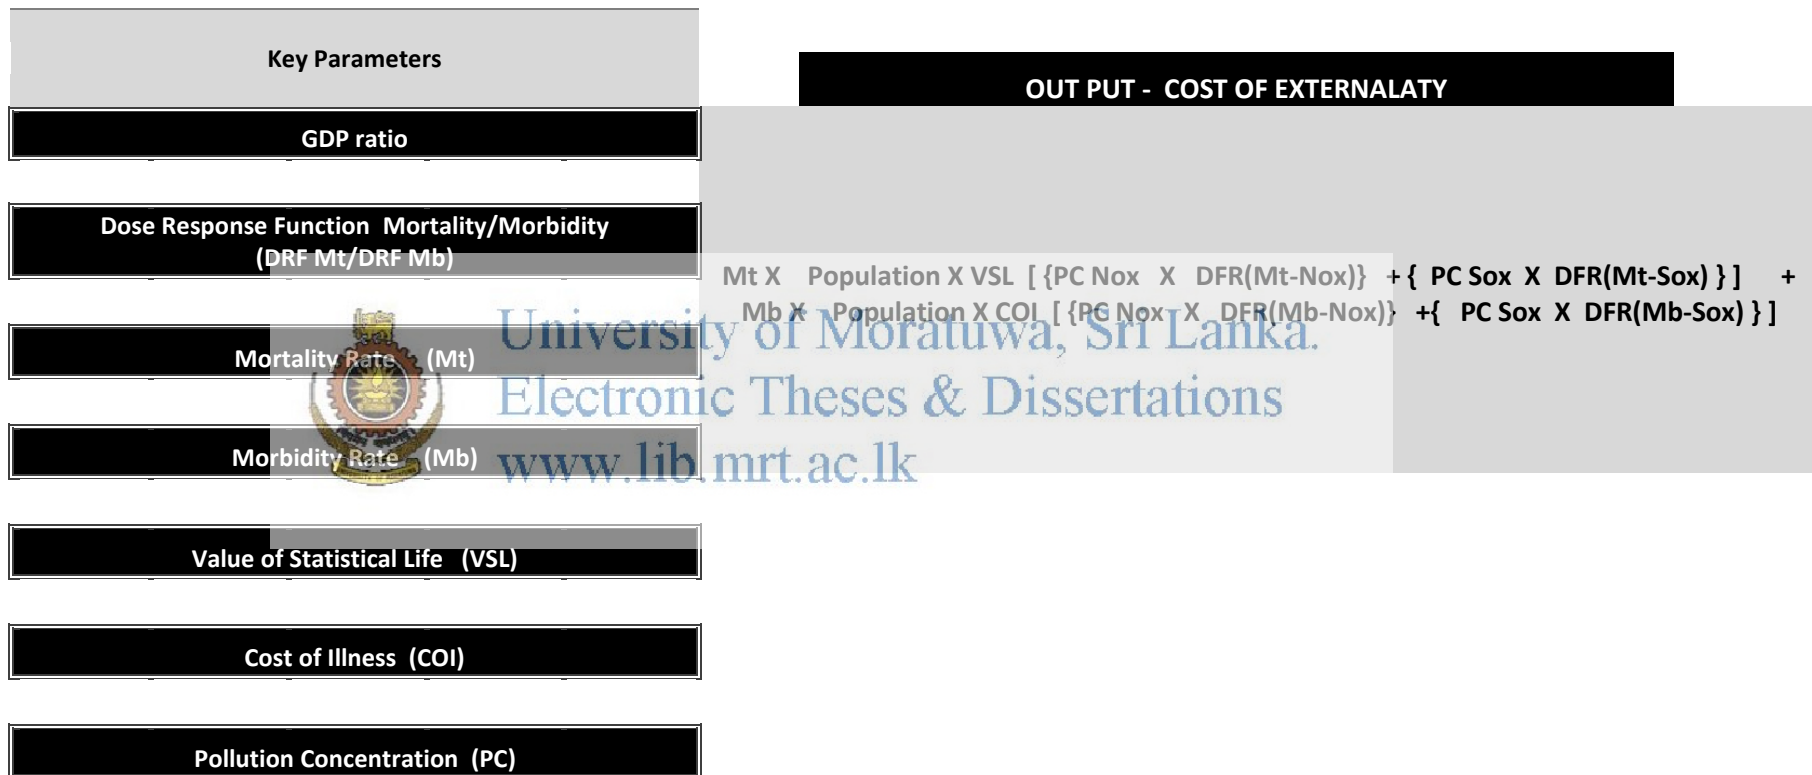 Key Parameters
OUT PUT - COST OF EXTERNALATY
GDP ratio
Dose Response Function Mortality/Morbidity
(DRF Mt/DRF Mb)
Mt X Population X VSL [ {PC Nox X DFR(Mt-Nox)} + { PC Sox X DFR(Mt-Sox) } ] +
Mb X Population X COI [ {PC Nox X DFR(Mb-Nox)} +{ PC Sox X DFR(Mb-Sox) } ]
Mortality Rate (Mt)
Morbidity Rate (Mb)
Value of Statistical Life (VSL)
Cost of Illness (COI)
Pollution Concentration (PC)
University of Moratuwa, Sri Lanka.
Electronic Theses & Dissertations
www.lib.mrt.ac.lk